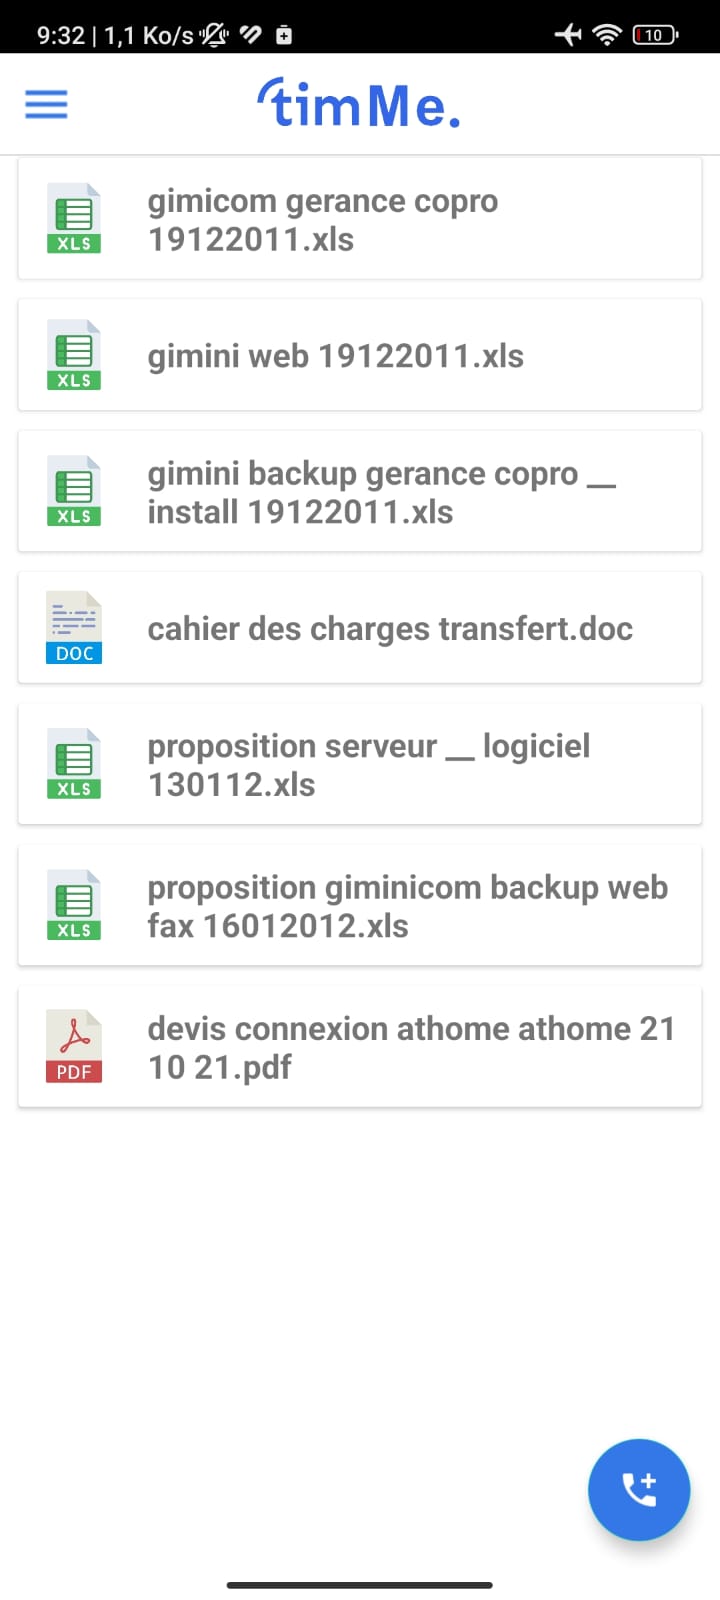 9:32 | 1,1 Ko/s
10
timMe.
gimicom gerance copro
19122011.xls
XLS
gimini web 19122011.xls
XLS
gimini backup gerance copro __
install 19122011.xls
XLS
cahier des charges transfert.doc
DOC
proposition serveur __ logiciel
130112.xls
XLS
proposition giminicom backup web
fax 16012012.xls
XLS
devis connexion athome athome 21
10 21.pdf
PDF